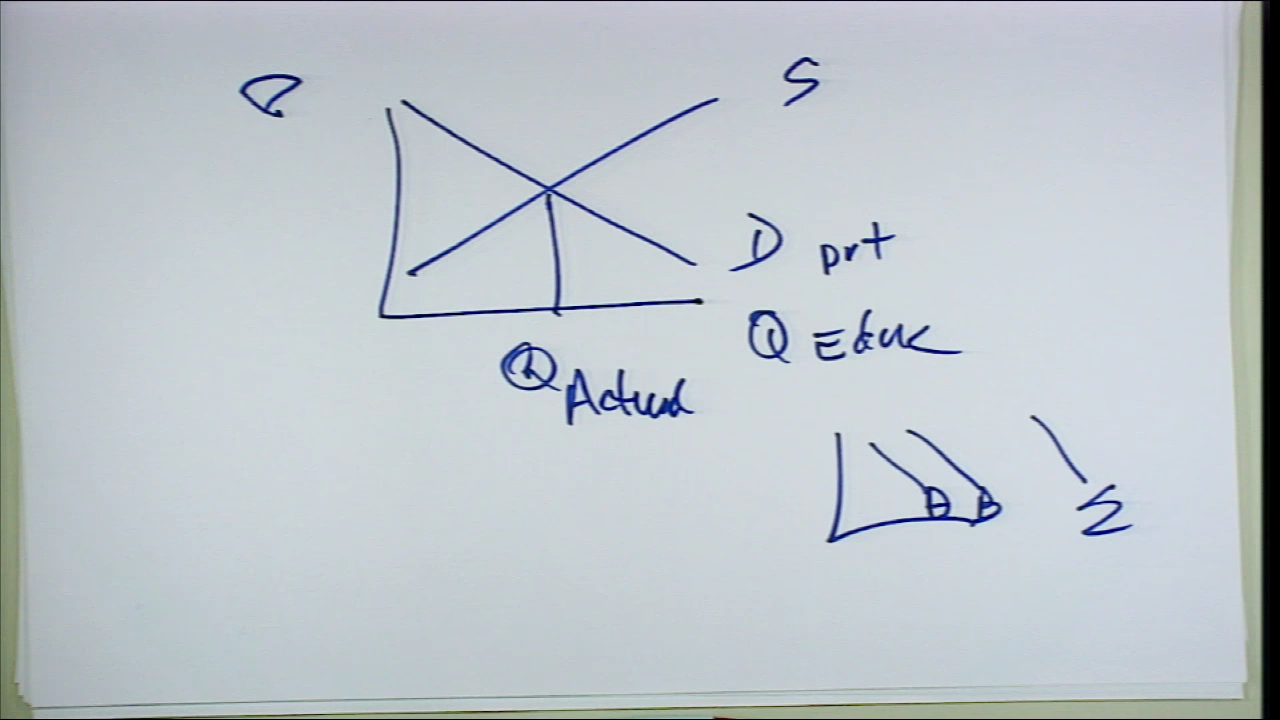 P S
D prt
Q Educ
Q Actual
A B
Σ